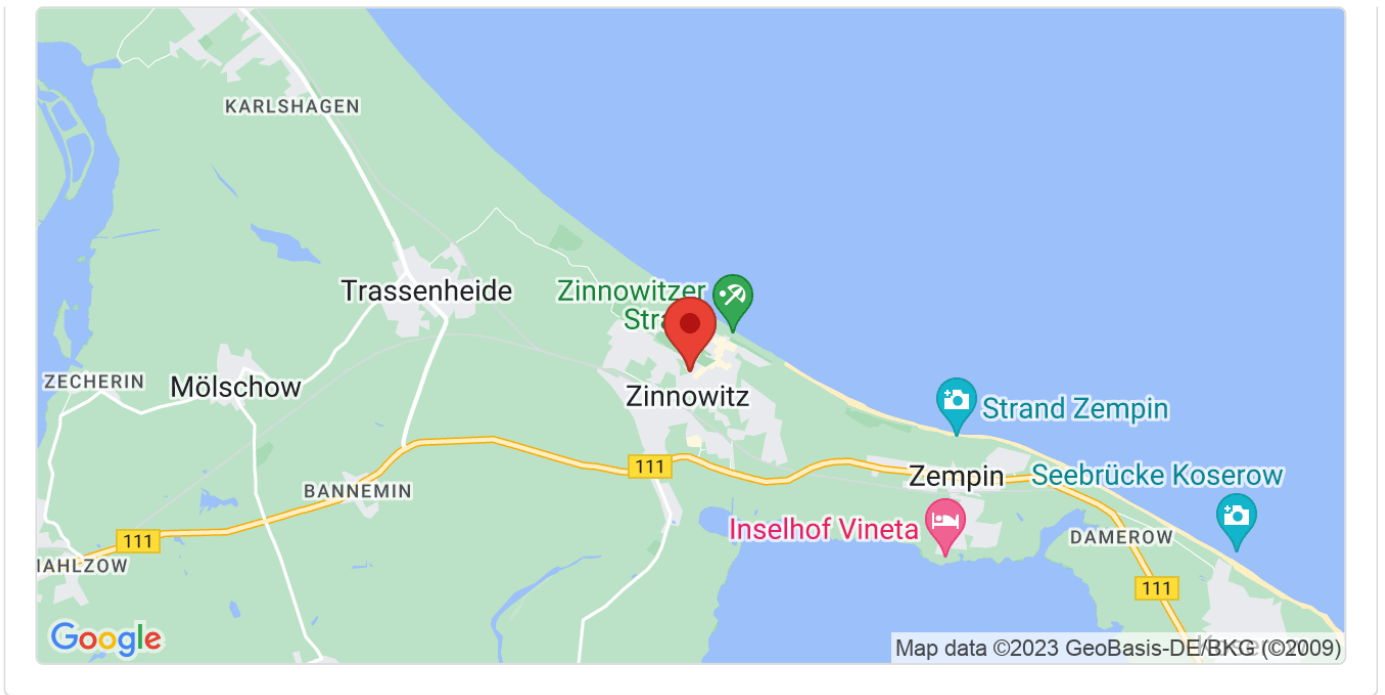 KARLSHAGEN
Trassenheide
Zinnowitzer
Stra
ZECHERIN
Mölschow
Zinnowitz
Strand Zempin
111
Zempin
Seebrücke Koserow
BANNEMIN
Inselhof Vineta
111
DAMEROW
IAHLZOW
111
Google
Map data ©2023 GeoBasis-DE/BKG (©2009)